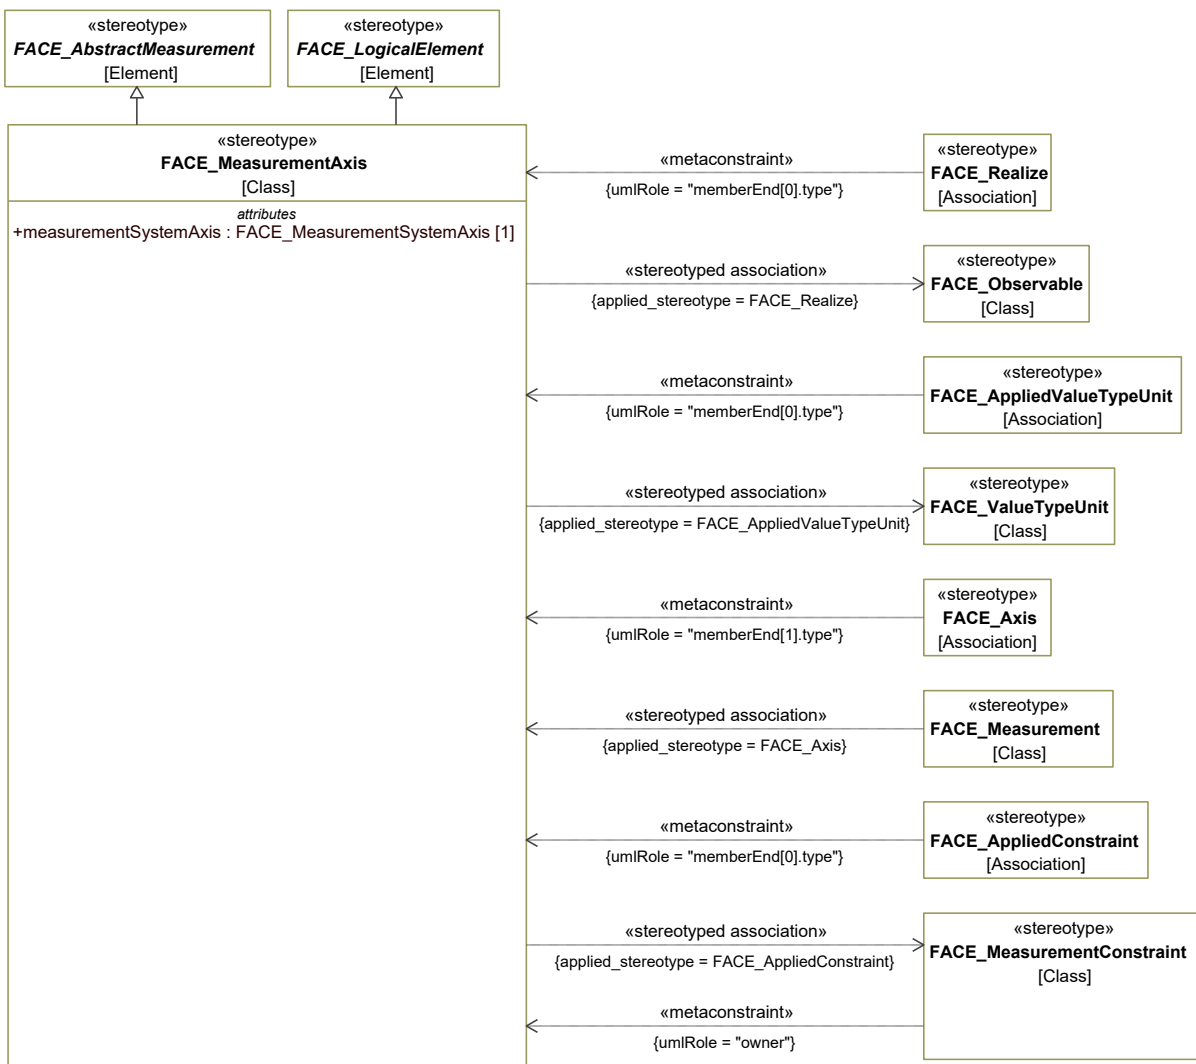 «stereotype»
FACE_AbstractMeasurement
[Element]
«stereotype»
FACE_LogicalElement
[Element]
«stereotype»
FACE_MeasurementAxis
[Class]
attributes
+measurementSystemAxis : FACE_MeasurementSystemAxis [1]
«metaconstraint»
{umlRole = "memberEnd[0].type"}
«stereotype»
FACE_Realize
[Association]
«stereotyped association»
{applied_stereotype = FACE_Realize}
«stereotype»
FACE_Observable
[Class]
«metaconstraint»
{umlRole = "memberEnd[0].type"}
«stereotype»
FACE_AppliedValueTypeUnit
[Association]
«stereotyped association»
{applied_stereotype = FACE_AppliedValueTypeUnit}
«stereotype»
FACE_ValueTypeUnit
[Class]
«metaconstraint»
{umlRole = "memberEnd[1].type"}
«stereotype»
FACE_Axis
[Association]
«stereotyped association»
{applied_stereotype = FACE_Axis}
«stereotype»
FACE_Measurement
[Class]
«metaconstraint»
{umlRole = "memberEnd[0].type"}
«stereotype»
FACE_AppliedConstraint
[Association]
«stereotyped association»
{applied_stereotype = FACE_AppliedConstraint}
«stereotype»
FACE_MeasurementConstraint
[Class]
«metaconstraint»
{umlRole = "owner"}